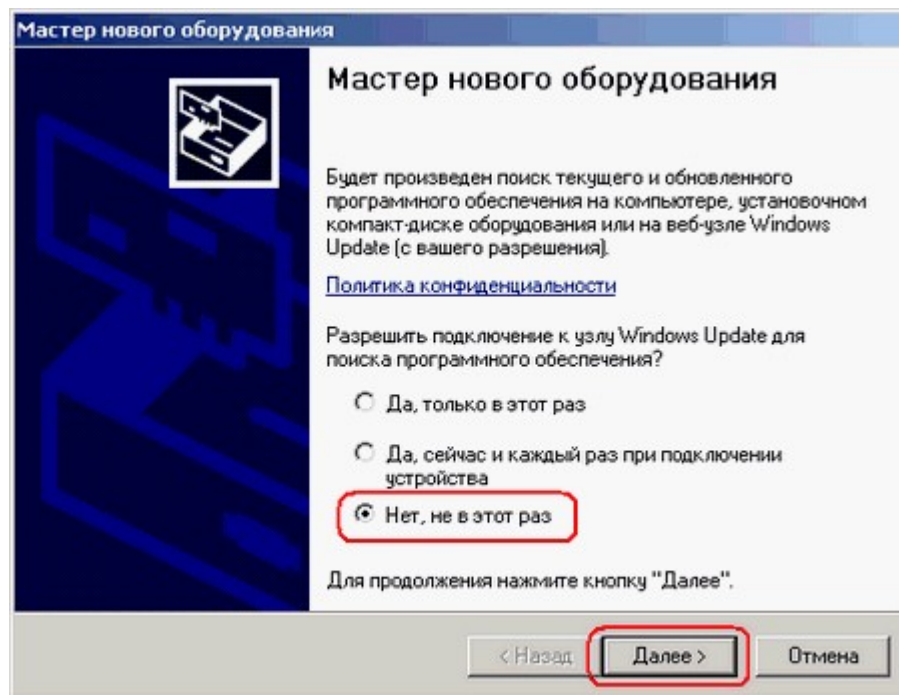 Мастер нового оборудования
Мастер нового оборудования
Будет произведен поиск текущего и обновленного
программного обеспечения на компьютере, установочном
компакт-диске оборудования или на веб-узле Windows
Update (с вашего разрешения).
Политика конфиденциальности
Разрешить подключение к узлу Windows Update для
поиска программного обеспечения?
Да, только в этот раз
Да, сейчас и каждый раз при подключении
устройства
Нет, не в этот раз
Для продолжения нажмите кнопку "Далее".
< Назад
Далее >
Отмена